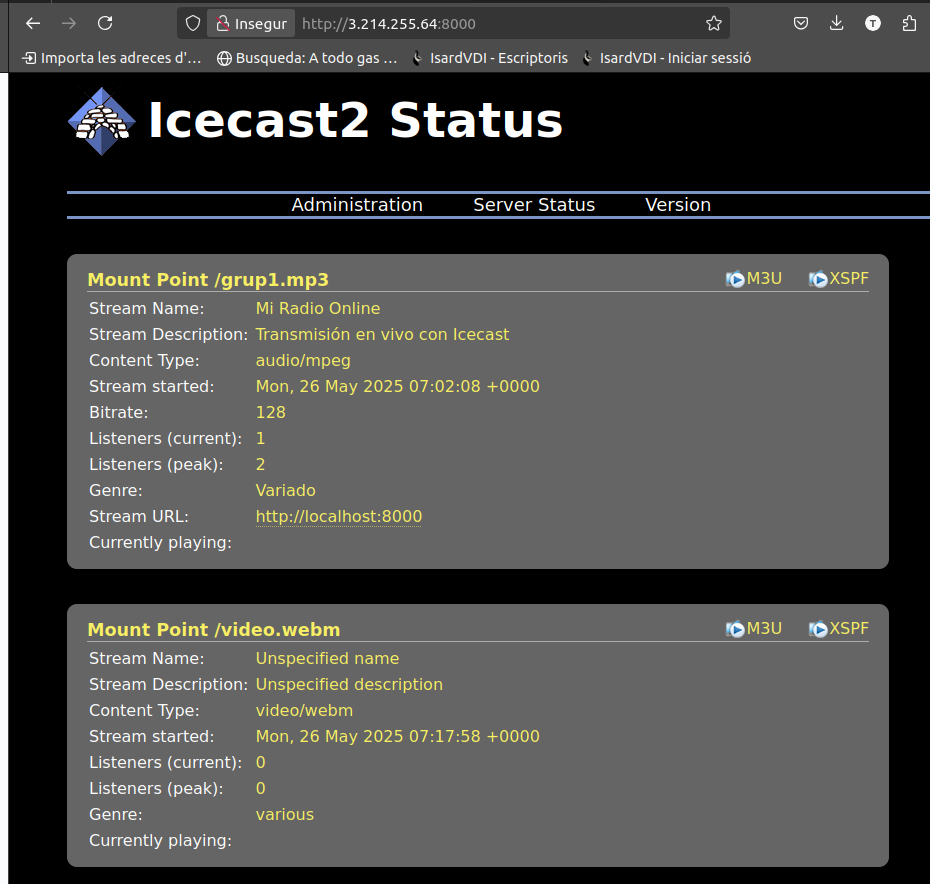 Insegur http://3.214.255.64:8000
T
Importa les adreces d'... Busqueda: A todo gas ... IsardVDI - Escriptoris IsardVDI - Iniciar sessió
Icecast2 Status
Administration Server Status Version
Mount Point /grup1.mp3 M3U XSPF
Stream Name: Mi Radio Online
Stream Description: Transmisión en vivo con Icecast
Content Type: audio/mpeg
Stream started: Mon, 26 May 2025 07:02:08 +0000
Bitrate: 128
Listeners (current): 1
Listeners (peak): 2
Genre: Variado
Stream URL: http://localhost:8000
Currently playing:
Mount Point /video.webm M3U XSPF
Stream Name: Unspecified name
Stream Description: Unspecified description
Content Type: video/webm
Stream started: Mon, 26 May 2025 07:17:58 +0000
Listeners (current): 0
Listeners (peak): 0
Genre: various
Currently playing: